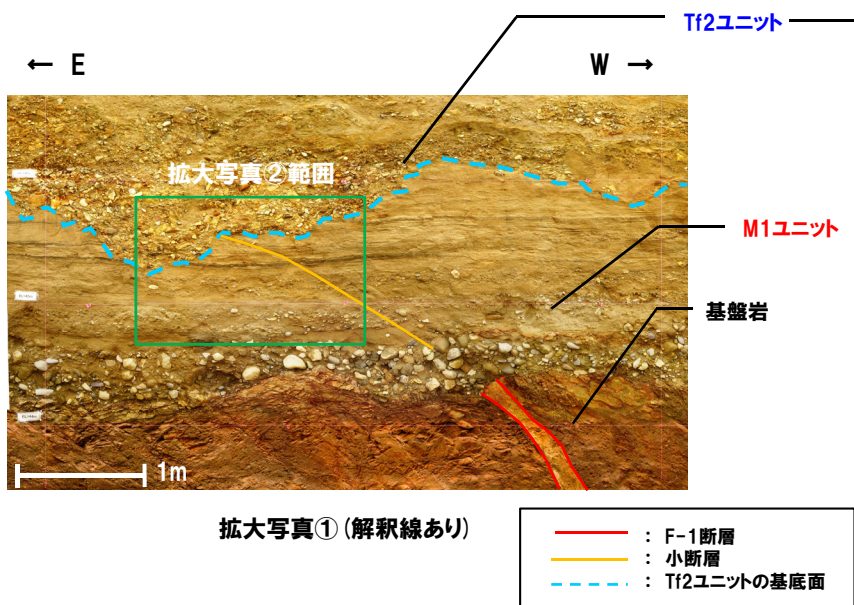 Tf2ユニット
← E
W →
拡大写真②範囲
M1ユニット
基盤岩
1m
拡大写真①(解釈線あり)
: F-1断層
: 小断層
: Tf2ユニットの基底面